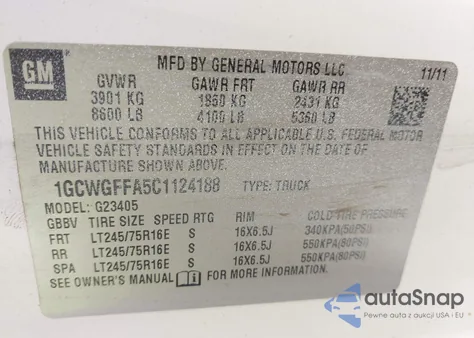 GM
MFD BY GENERAL MOTORS LLC
11/11
GVWR GAWR FRT GAWR RR
3901 KG 1860 KG 2431 KG
8600 LB 4100 LB 5360 LB
THIS VEHICLE CONFORMS TO ALL APPLICABLE U.S. FEDERAL MOTOR
VEHICLE SAFETY STANDARDS IN EFFECT ON THE DATE OF
MANUFACTURE SHOWN ABOVE.
1GCWGFFA5C1124188 TYPE: TRUCK
MODEL: G23405
GBBV TIRE SIZE SPEED RTG RIM COLD TIRE PRESSURE
FRT LT245/75R16E S 16X6.5J 340KPA(50PSI)
RR LT245/75R16E S 16X6.5J 550KPA(80PSI)
SPA LT245/75R16E S 16X6.5J 550KPA(80PSI)
SEE OWNER'S MANUAL FOR MORE INFORMATION.
autoSnap
Pewne auta z aukcji USA i EU